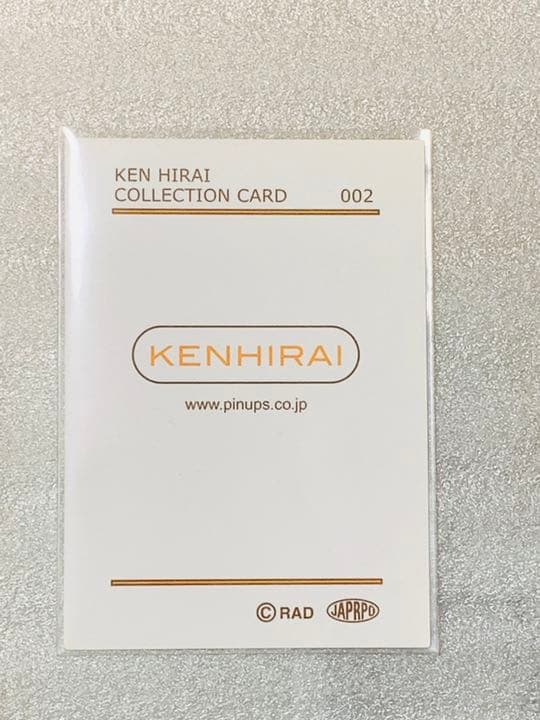 KEN HIRAI
COLLECTION CARD 002
KENHIRAI
www.pinups.co.jp
©RAD JAPRPO